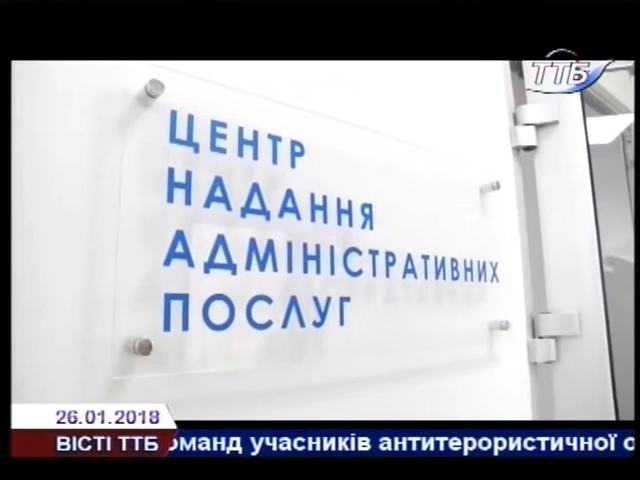 ТТБ
ЦЕНТР
НАДАННЯ
АДМІНІСТРАТИВНИХ
ПОСЛУГ
26.01.2018
ВІСТІ ТТБ
оманд учасників антитерористичної о